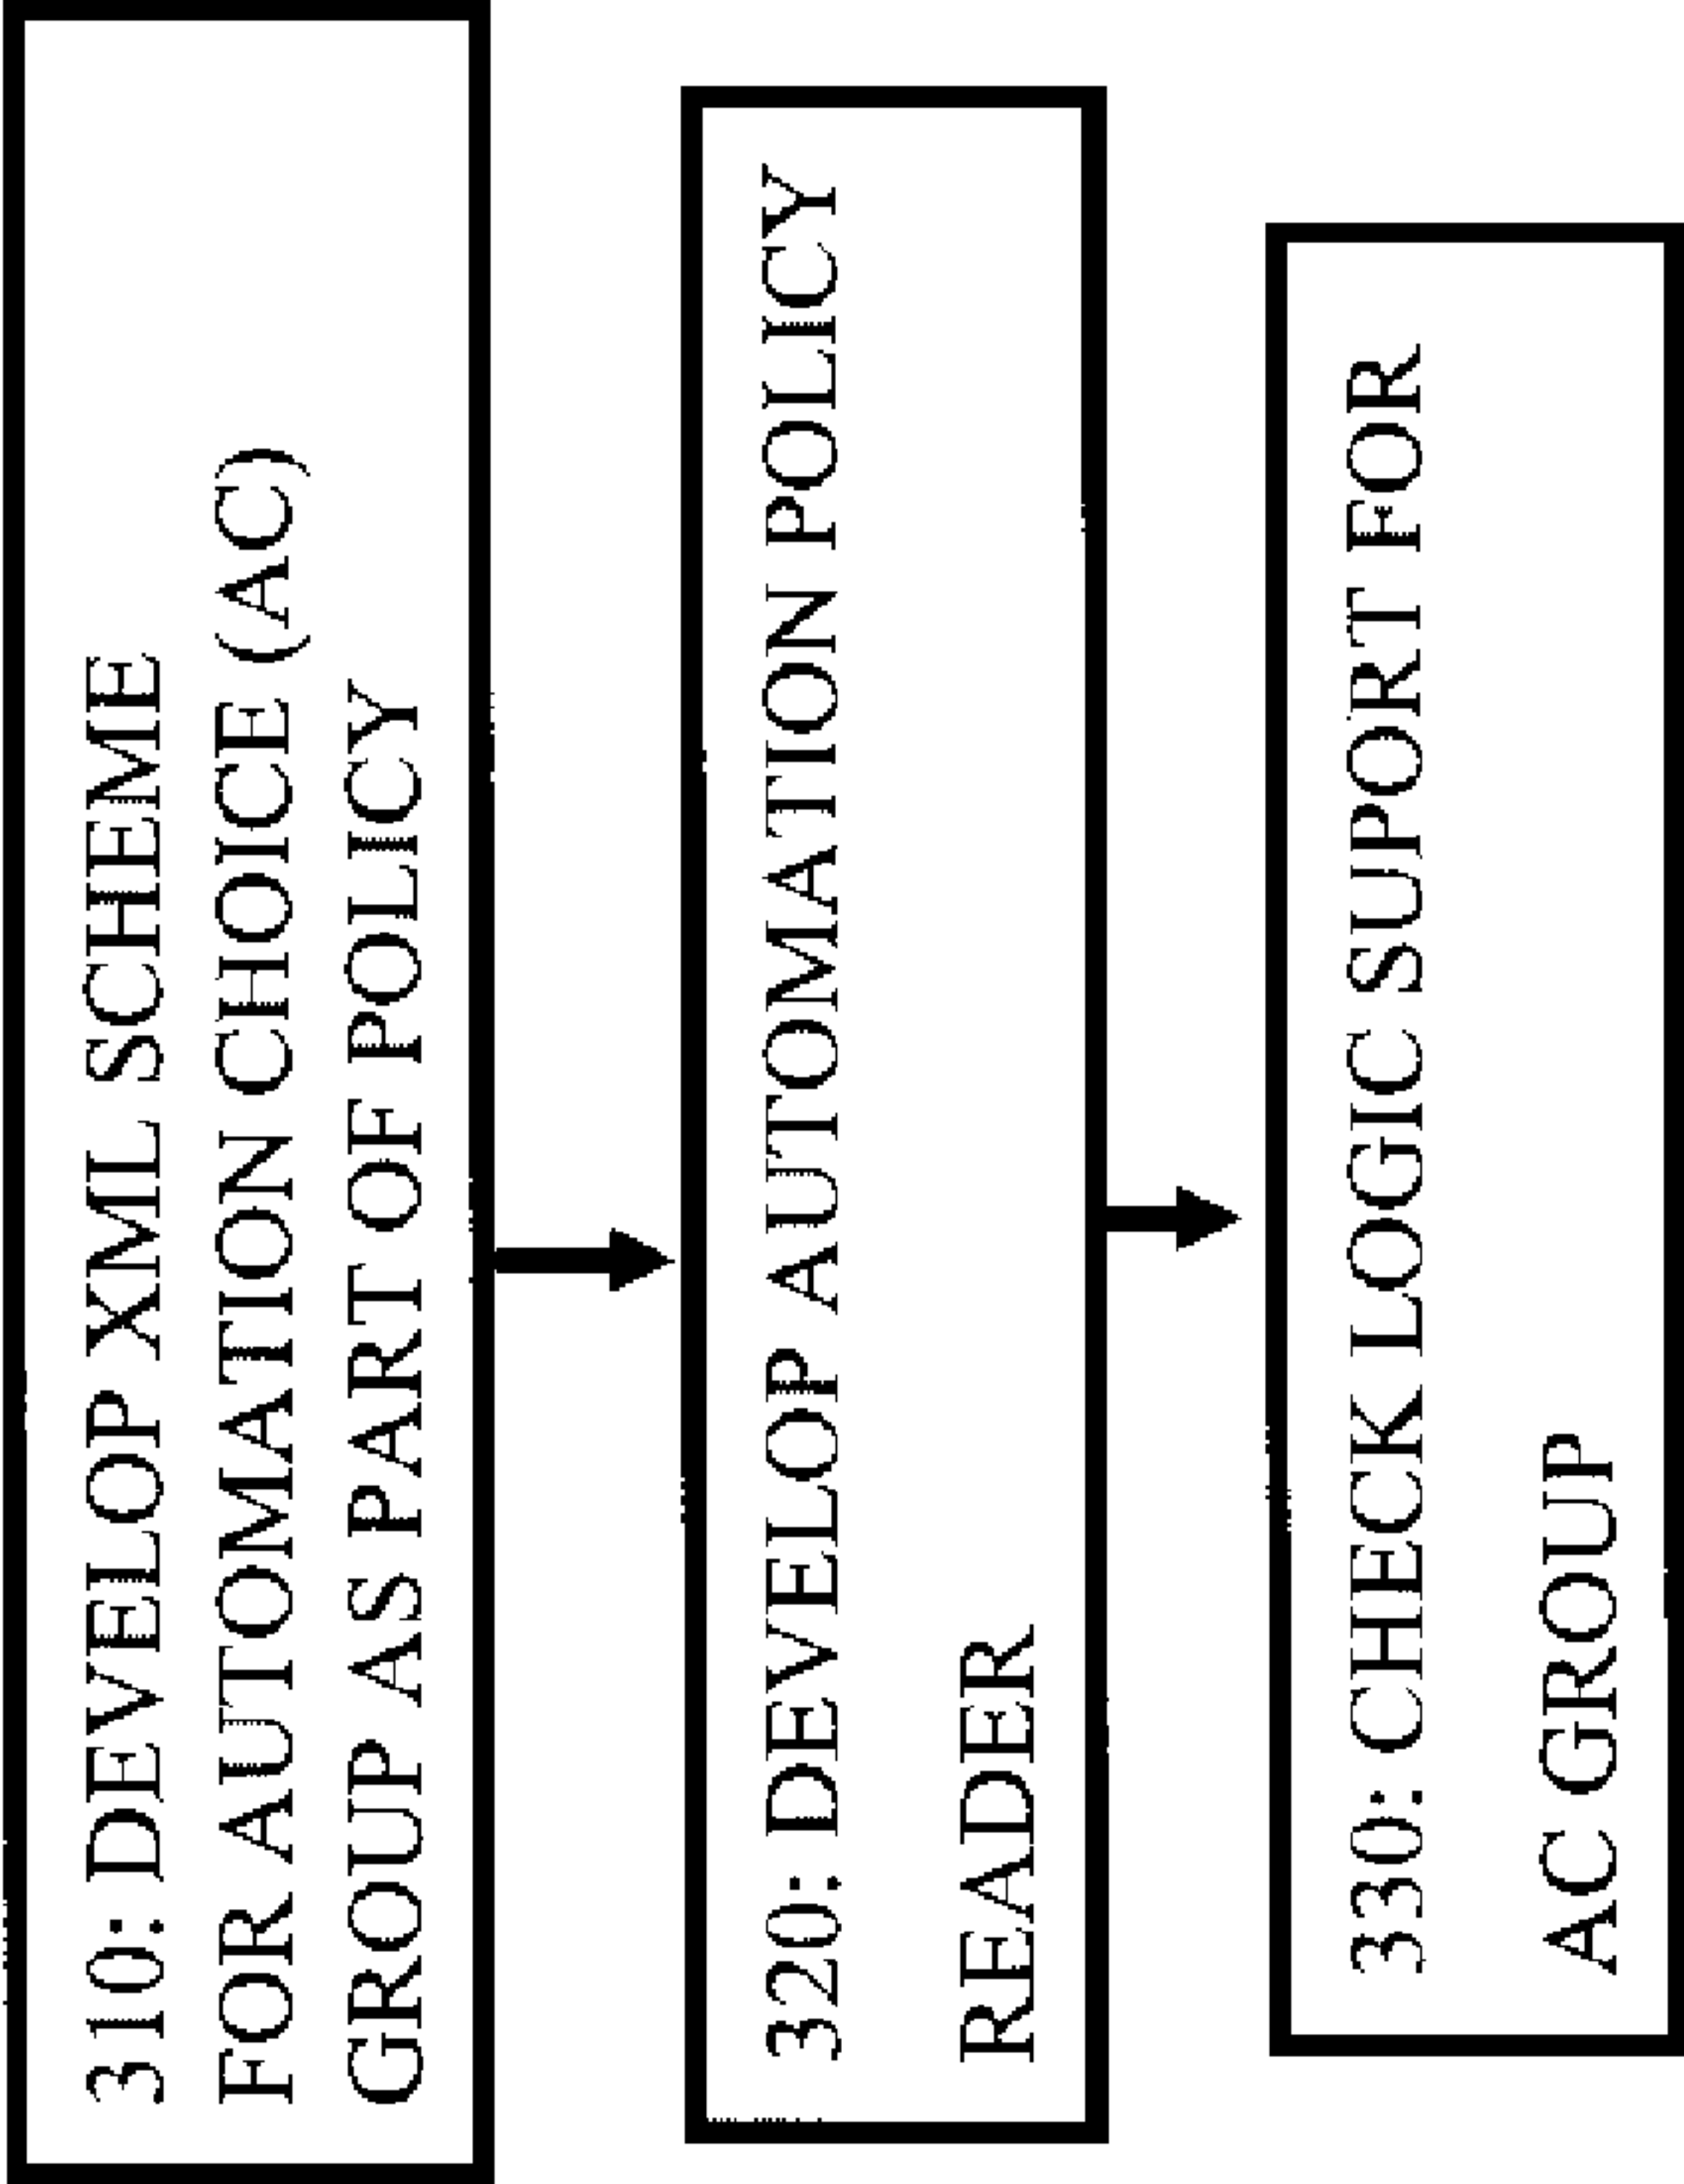 310: DEVELOP XML SCHEME
FOR AUTOMATION CHOICE (AC)
GROUP AS PART OF POLICY
320: DEVELOP AUTOMATION POLICY
READER
330: CHECK LOGIC SUPPORT FOR
AC GROUP